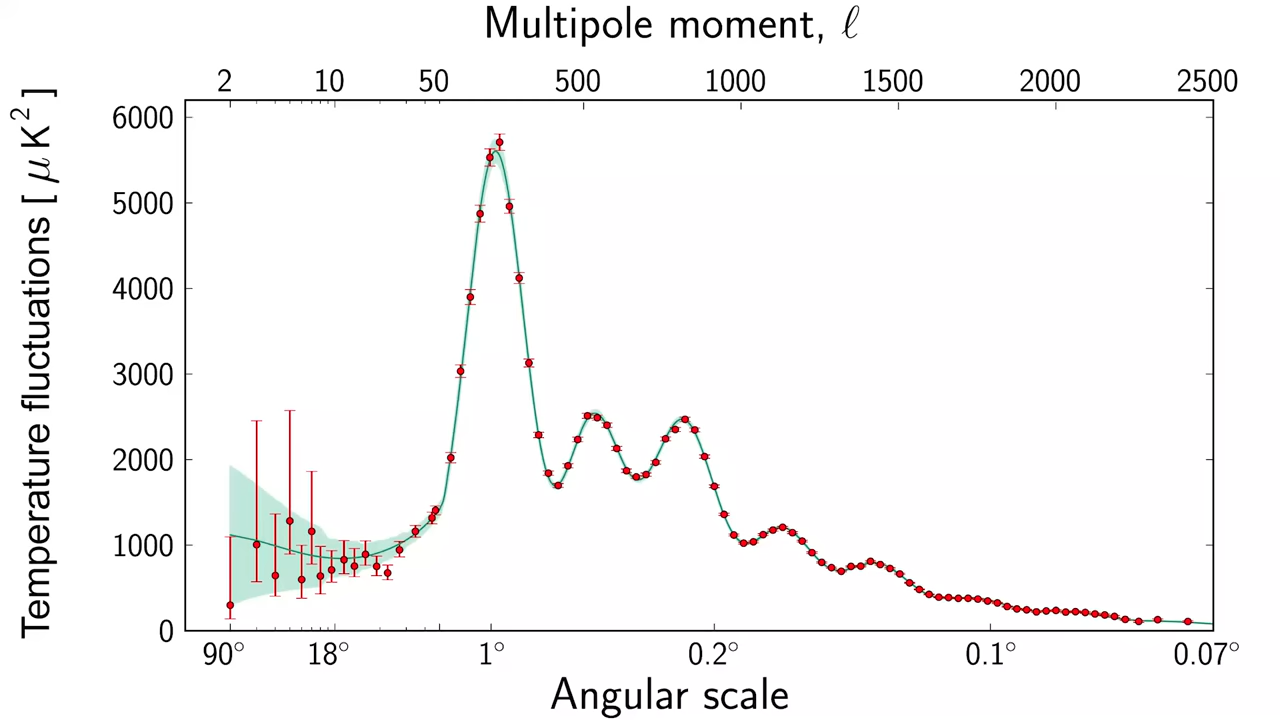 Multipole moment, ℓ
2 10 50 500 1000 1500 2000 2500
Temperature fluctuations [ μ K² ]
6000
5000
4000
3000
2000
1000
0
90° 18° 1° 0.2° 0.1° 0.07°
Angular scale